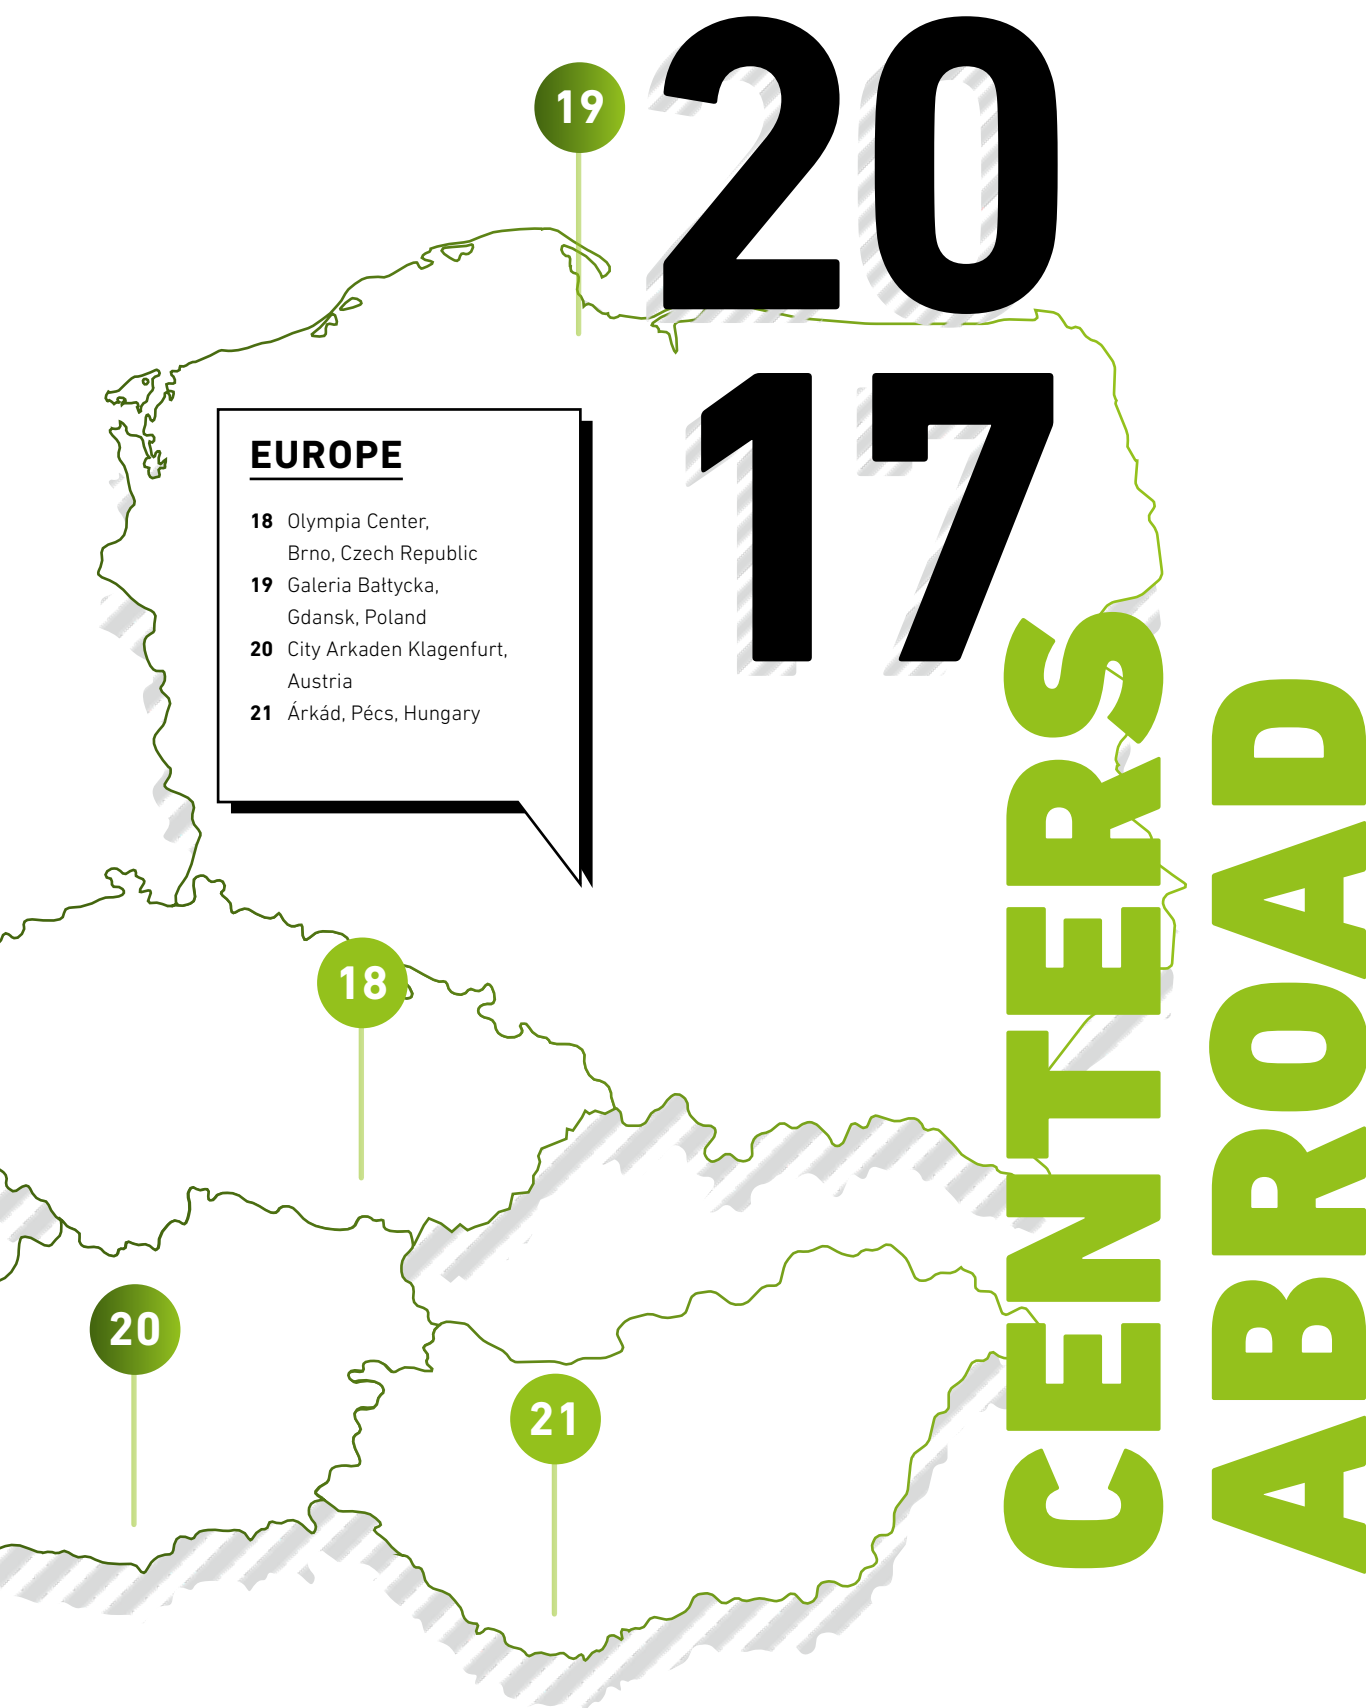 20
17
19
EUROPE
18 Olympia Center,
Brno, Czech Republic
19 Galeria Bałtycka,
Gdansk, Poland
20 City Arkaden Klagenfurt,
Austria
21 Árkád, Pécs, Hungary
CENTERS
ABROAD
18
20
21